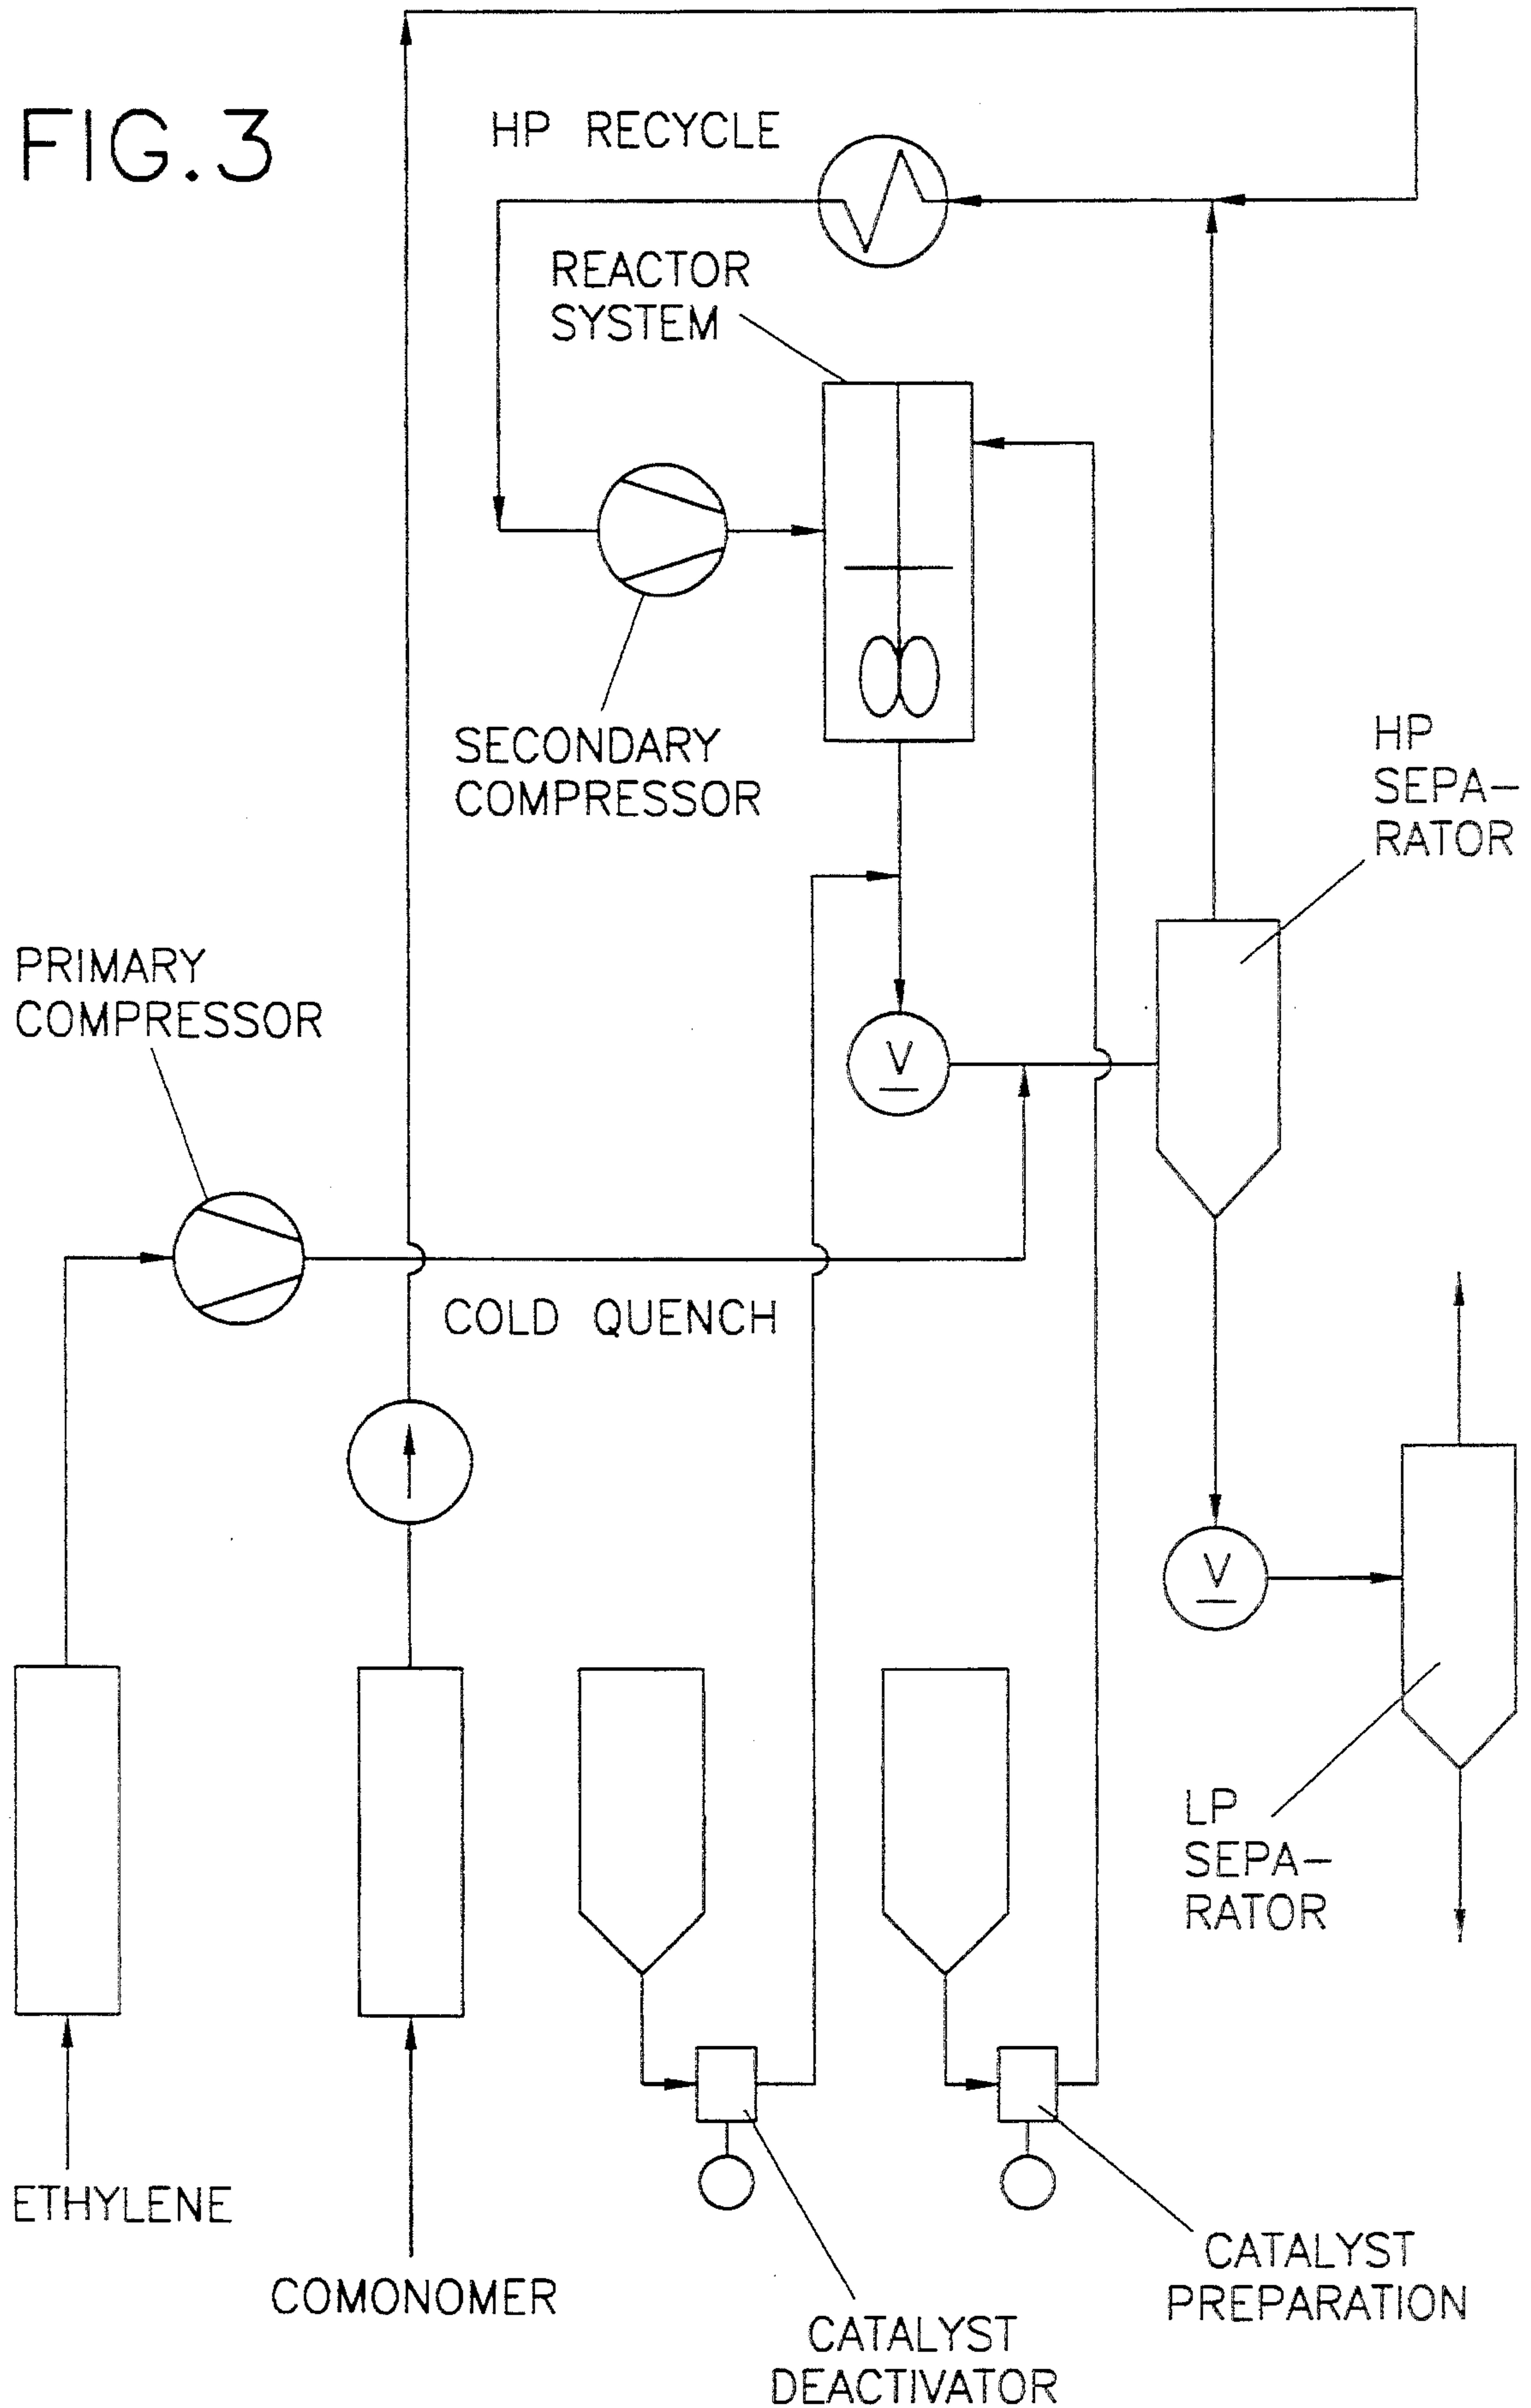 FIG.3
HP RECYCLE
REACTOR
SYSTEM
SECONDARY
COMPRESSOR
HP
SEPA-
RATOR
PRIMARY
COMPRESSOR
V
COLD QUENCH
V
LP
SEPA-
RATOR
ETHYLENE
COMONOMER
CATALYST
PREPARATION
CATALYST
DEACTIVATOR